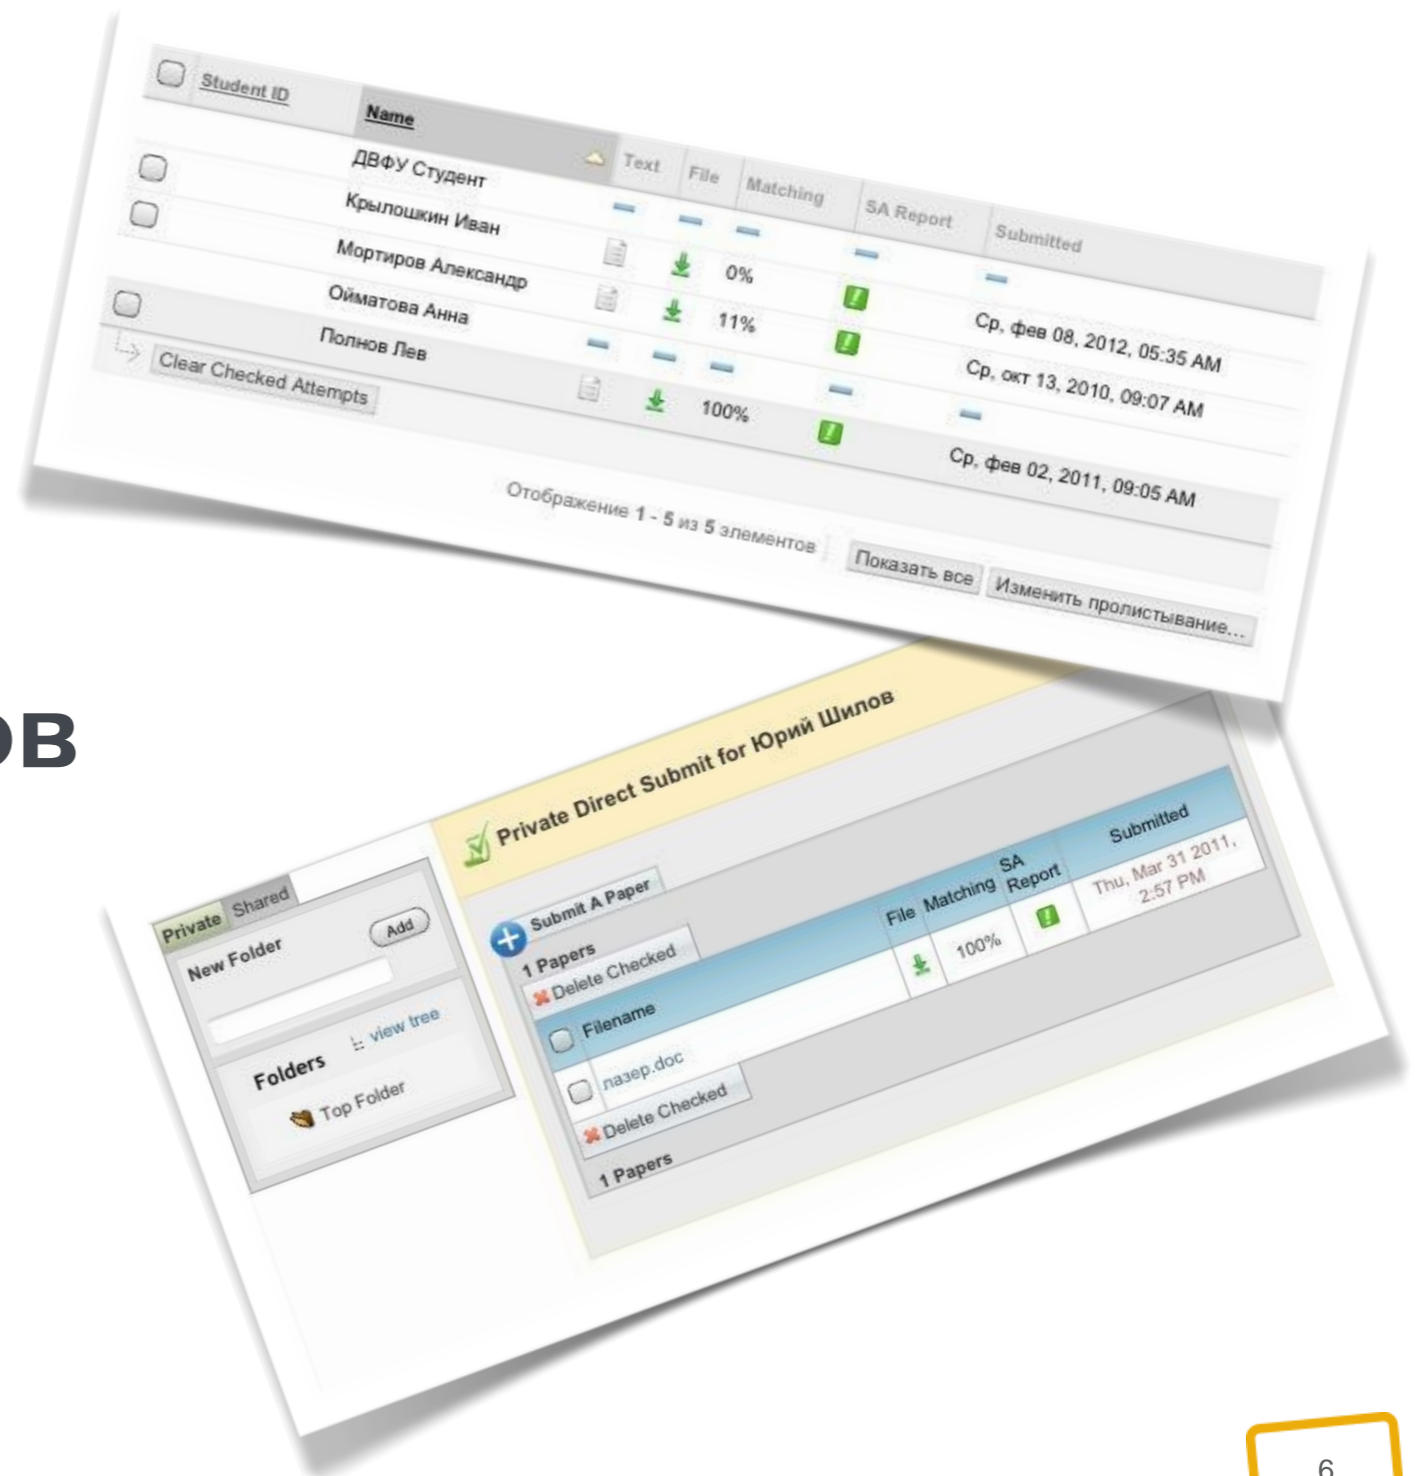 Student ID Name Text File Matching SA Report Submitted
ДВФУ Студент
Крылошкин Иван 0% Ср, фев 08, 2012, 05:35 AM
Мортиров Александр 11% Ср, окт 13, 2010, 09:07 AM
Ойматова Анна
Полнов Лев 100% Ср, фев 02, 2011, 09:05 AM
Clear Checked Attempts
Отображение 1 - 5 из 5 элементов Показать все Изменить пролистывание...
ов
Private Direct Submit for Юрий Шилов
Private Shared
New Folder Add
Folders view tree
Top Folder
Submit A Paper
1 Papers
Delete Checked
Filename File Matching SA Report Submitted
лазер.doc 100% Thu, Mar 31 2011,
2:57 PM
Delete Checked
1 Papers
6